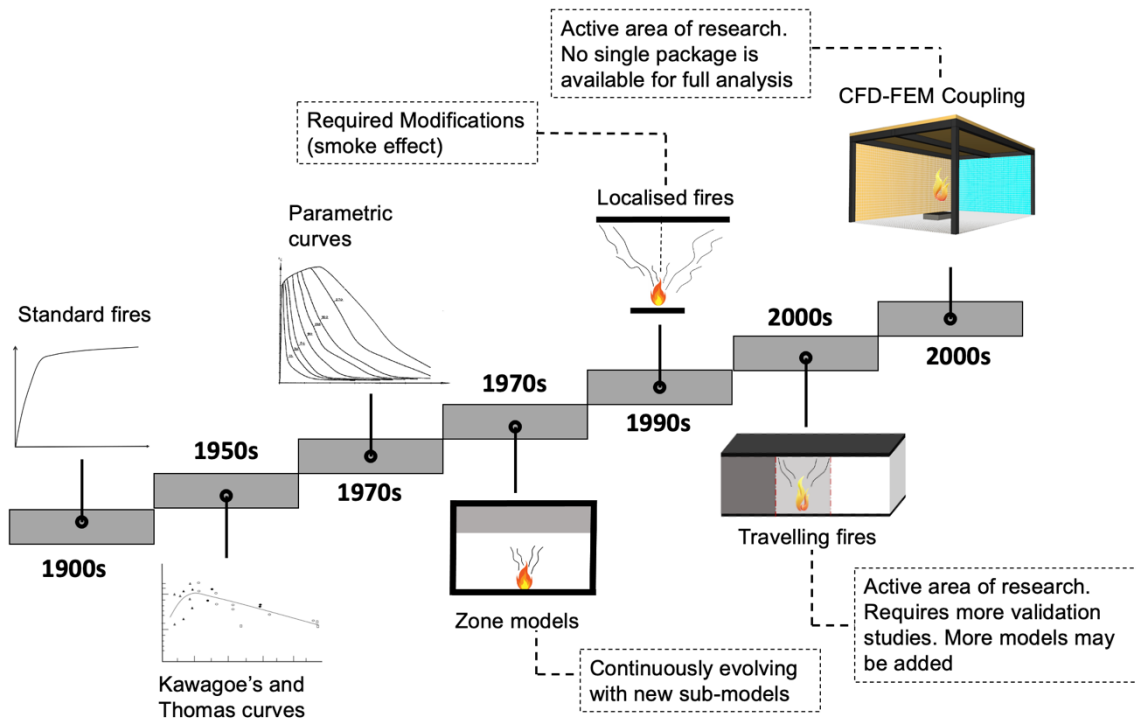 Active area of research.
No single package is
available for full analysis
CFD-FEM Coupling
Required Modifications
(smoke effect)
Localised fires
Parametric
curves
Standard fires
2000s
2000s
1970s
1990s
1950s
1970s
1900s
Travelling fires
Zone models
Active area of research.
Requires more validation
studies. More models may
be added
Continuously evolving
with new sub-models
Kawagoe’s and
Thomas curves